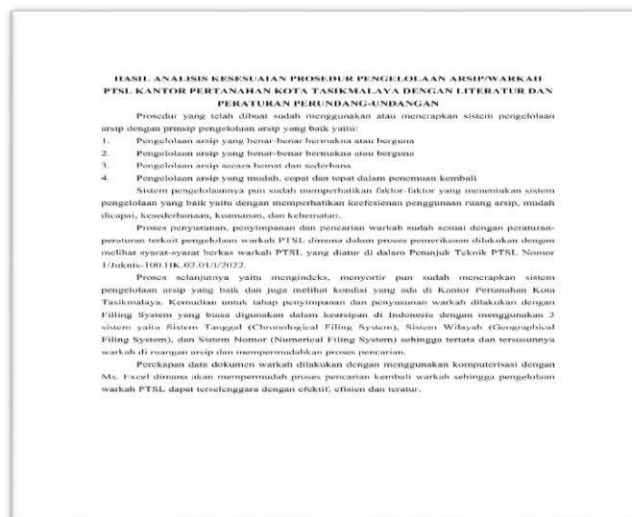 HASIL ANALISIS KESESUAIAN PROSEDUR PENGELOLAAN ARSIP/WARKAH
PTSL KANTOR PERTANAHAN KOTA TASIKMALAYA DENGAN LITERATUR DAN
PERATURAN PERUNDANG-UNDANGAN
Prosedur yang telah dibuat sudah menggunakan atau menerapkan sistem pengelolaan
arsip dengan prinsip pengelolaan arsip yang baik yaitu:
1. Pengelolaan arsip yang benar-benar bermakna atau berguna
2. Pengelolaan arsip yang benar-benar bermakna atau berguna
3. Pengelolaan arsip secara hemat dan sederhana
4. Pengelolaan arsip yang mudah, cepat dan tepat dalam penemuan kembali
Sistem pengelolaannya pun sudah memperhatikan faktor-faktor yang menentukan sistem
pengelolaan yang baik yaitu dengan memperhatikan keefesienan penggunaan ruang arsip, mudah
dicapai, kesederhanaan, keamanan, dan kehematan.
Proses penyusunan, penyimpanan dan pencarian warkah sudah sesuai dengan peraturan-
peraturan terkait pengelolaan warkah PTSL dimana dalam proses pemeriksaan dilakukan dengan
melihat syarat-syarat berkas warkah PTSL yang diatur di dalam Petunjuk Teknik PTSL Nomor
1/Juknis-100.HK.02.01/I/2022.
Proses selanjutnya yaitu mengindeks, menyortir pun sudah menerapkan sistem
pengelolaan arsip yang baik dan juga melihat kondisi yang ada di Kantor Pertanahan Kota
Tasikmalaya. Kemudian untuk tahap penyimpanan dan penyusunan warkah dilakukan dengan
Filling System yang biasa digunakan dalam kearsipan di Indonesia dengan menggunakan 3
sistem yaitu Sistem Tanggal (Chronological Filing System), Sistem Wilayah (Geographical
Filing System), dan Sistem Nomor (Numerical Filing System) sehingga tertata dan tersusunnya
warkah di ruangan arsip dan mempermudahkan proses pencarian.
Perekapan data dokumen warkah dilakukan dengan menggunakan komputerisasi dengan
Ms. Excel dimana akan mempermudah proses pencarian kembali warkah sehingga pengelolaan
warkah PTSL dapat terselenggara dengan efektif, efisien dan teratur.